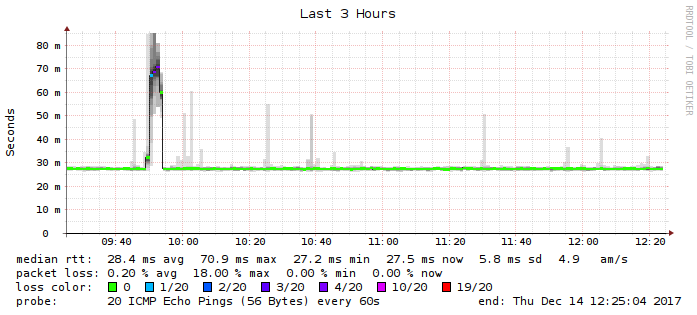 Last 3 Hours
RRDTOOL / TOBI OETIKER
Seconds
80 m
70 m
60 m
50 m
40 m
30 m
20 m
10 m
0
09:40 10:00 10:20 10:40 11:00 11:20 11:40 12:00 12:20
median rtt: 28.4 ms avg 70.9 ms max 27.2 ms min 27.5 ms now 5.8 ms sd 4.9 am/s
packet loss: 0.20 % avg 18.00 % max 0.00 % min 0.00 % now
loss color: 0 1/20 2/20 3/20 4/20 10/20 19/20
probe: 20 ICMP Echo Pings (56 Bytes) every 60s end: Thu Dec 14 12:25:04 2017